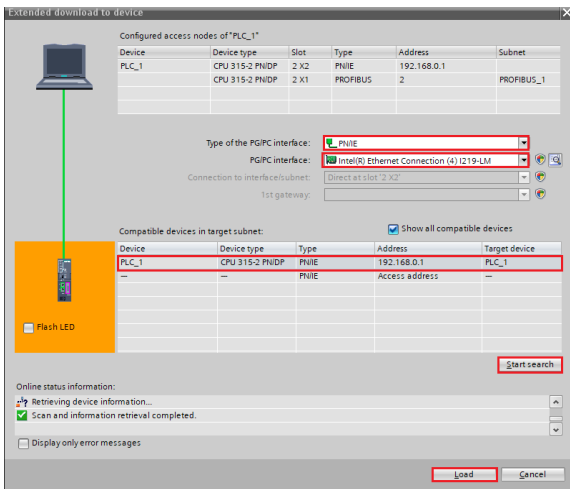 Extended download to device
Configured access nodes of "PLC_1"
Device Device type Slot Type Address Subnet
PLC_1 CPU 315-2 PN/DP 2 X2 PN/IE 192.168.0.1
CPU 315-2 PN/DP 2 X1 PROFIBUS 2 PROFIBUS_1
Type of the PG/PC interface: PN/IE
PG/PC interface: Intel(R) Ethernet Connection (4) I219-LM
Connection to interface/subnet: Direct at slot '2 X2'
1st gateway:
Compatible devices in target subnet: Show all compatible devices
Device Device type Type Address Target device
PLC_1 CPU 315-2 PN/DP PN/IE 192.168.0.1 PLC_1
— — PN/IE Access address —
Flash LED
Start search
Online status information:
Retrieving device information...
Scan and information retrieval completed.
Display only error messages
Load Cancel